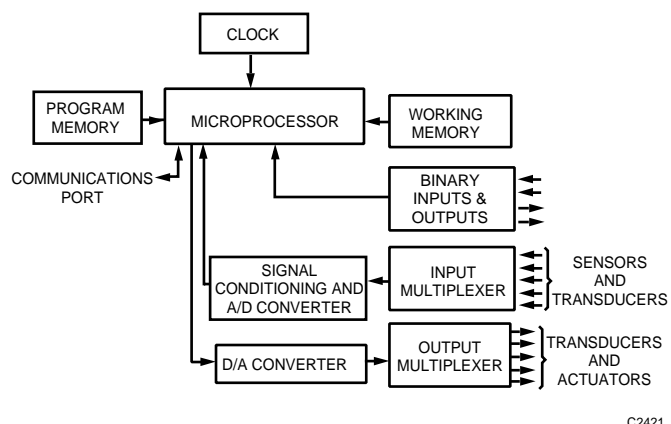 CLOCK
PROGRAM
MEMORY
MICROPROCESSOR
WORKING
MEMORY
COMMUNICATIONS
PORT
BINARY
INPUTS &
OUTPUTS
SIGNAL
CONDITIONING AND
A/D CONVERTER
INPUT
MULTIPLEXER
SENSORS
AND
TRANSDUCERS
D/A CONVERTER
OUTPUT
MULTIPLEXER
TRANSDUCERS
AND
ACTUATORS
C2421